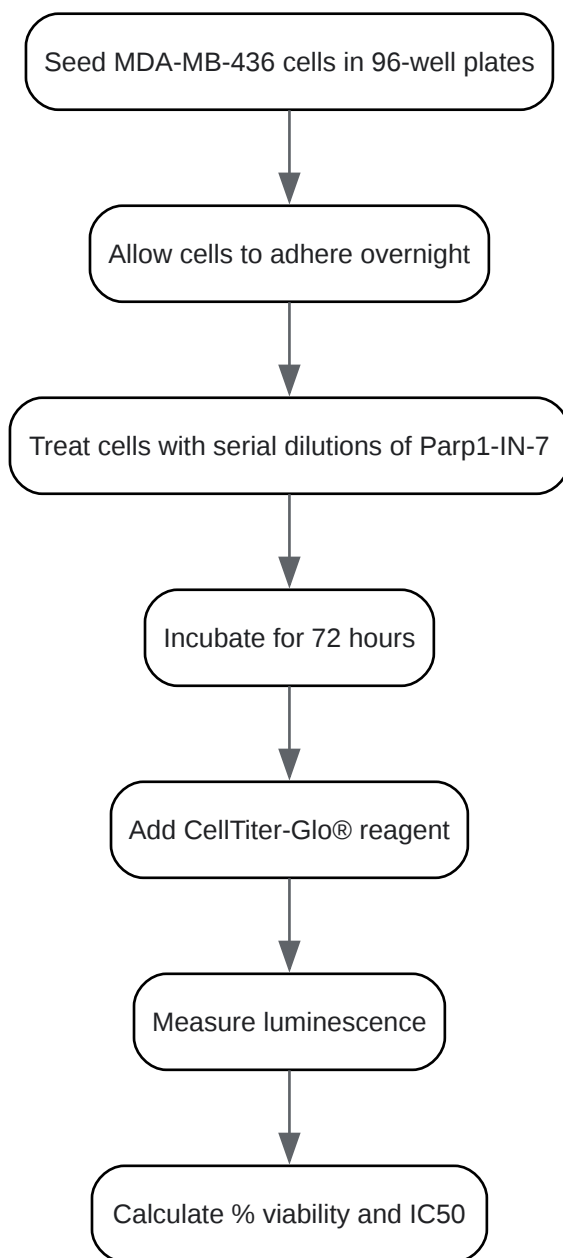 Seed MDA-MB-436 cells in 96-well plates
Allow cells to adhere overnight
Treat cells with serial dilutions of Parp1-IN-7
Incubate for 72 hours
Add CellTiter-Glo® reagent
Measure luminescence
Calculate % viability and IC50